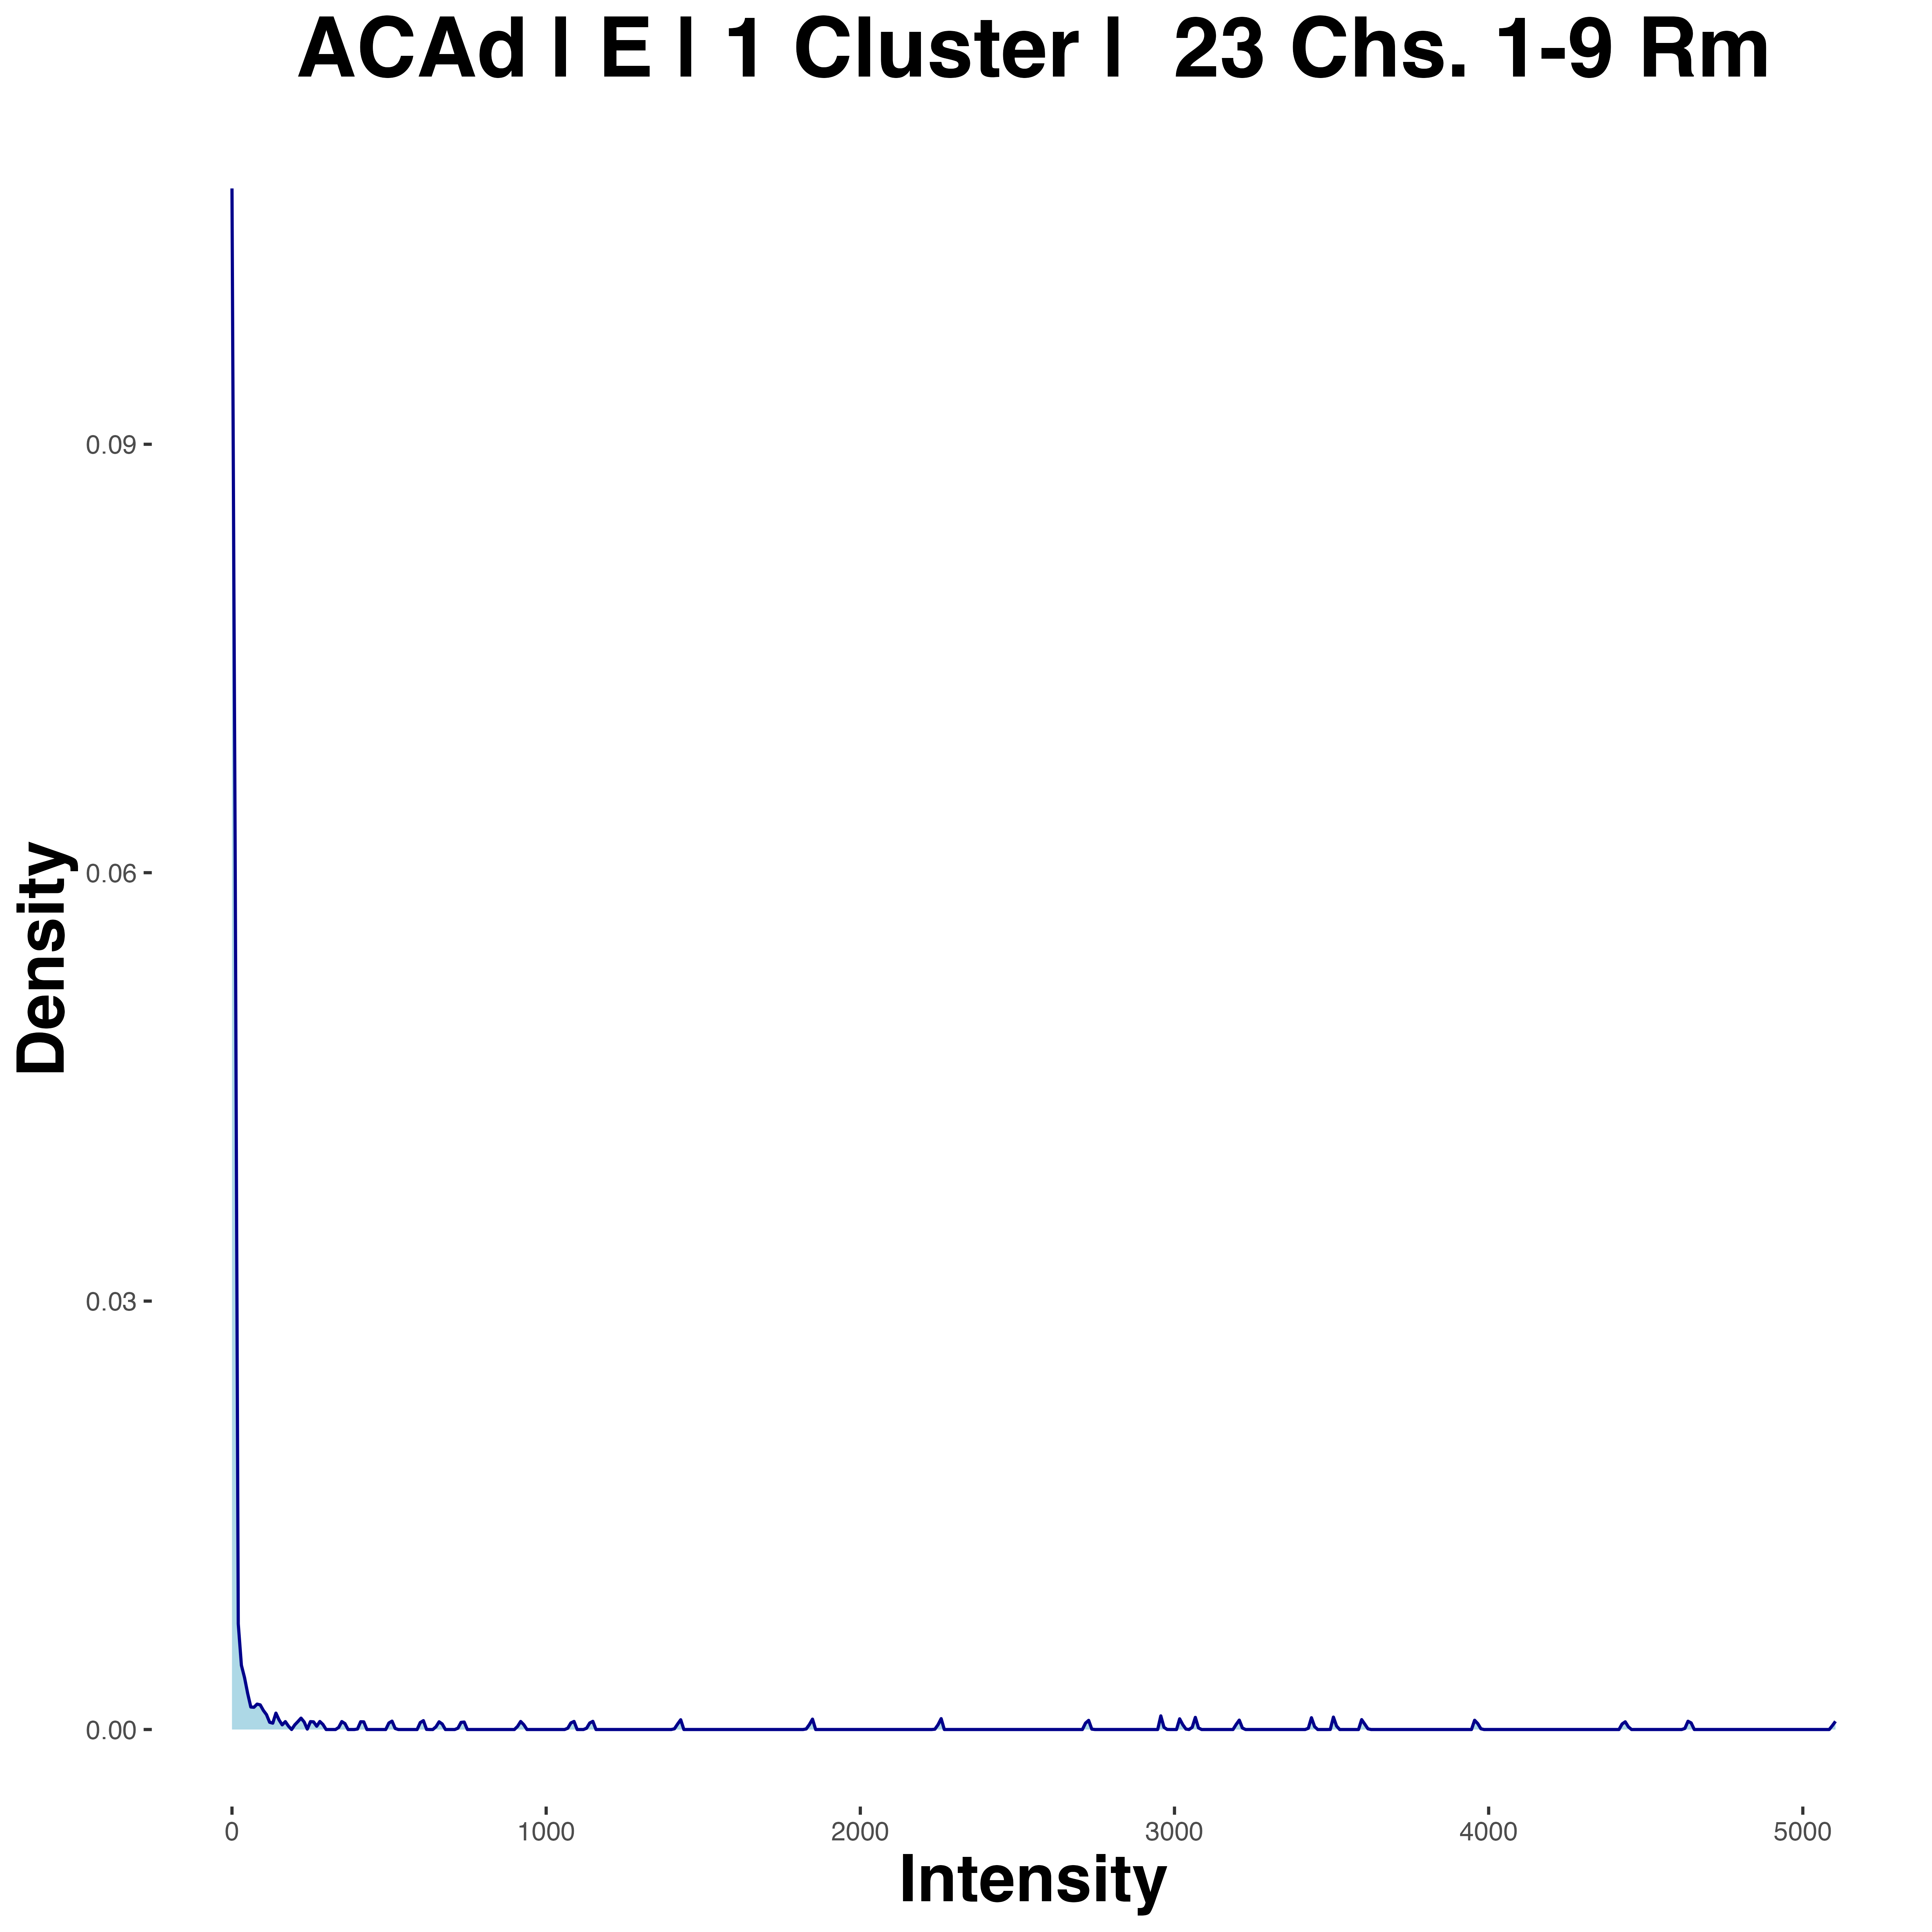 ACAd | E | 1 Cluster | 23 Chs. 1-9 Rm
Density
0.09
0.06
0.03
0.00
0 1000 2000 3000 4000 5000
Intensity